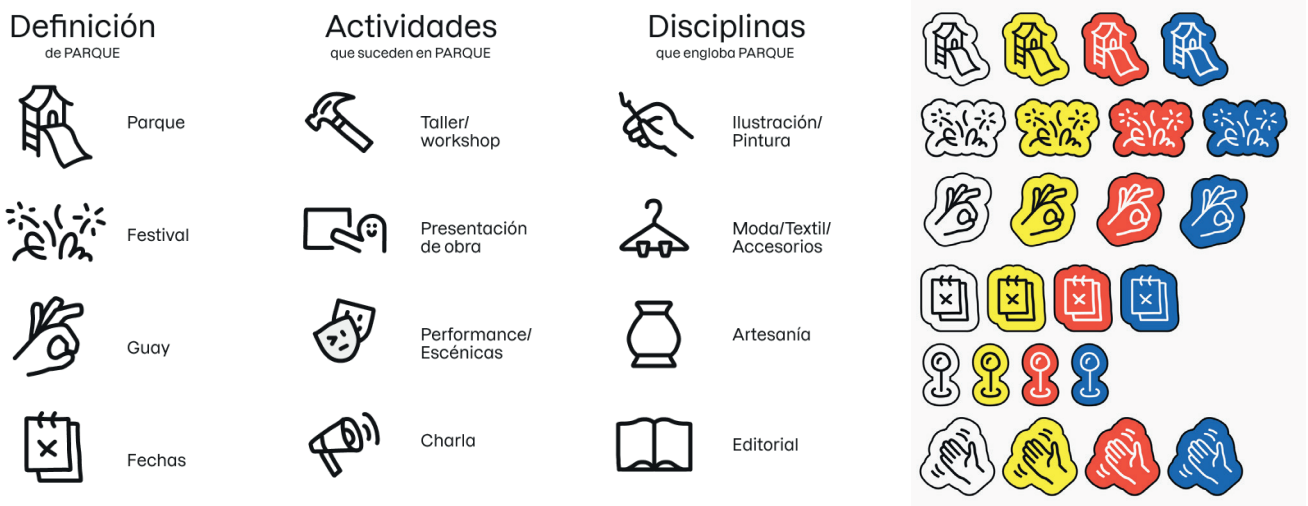 Definición
de PARQUE
Parque
Festival
Guay
Fechas
Actividades
que suceden en PARQUE
Taller/
workshop
Presentación
de obra
Performance/
Escénicas
Charla
Disciplinas
que engloba PARQUE
Ilustración/
Pintura
Moda/Textil/
Accesorios
Artesanía
Editorial